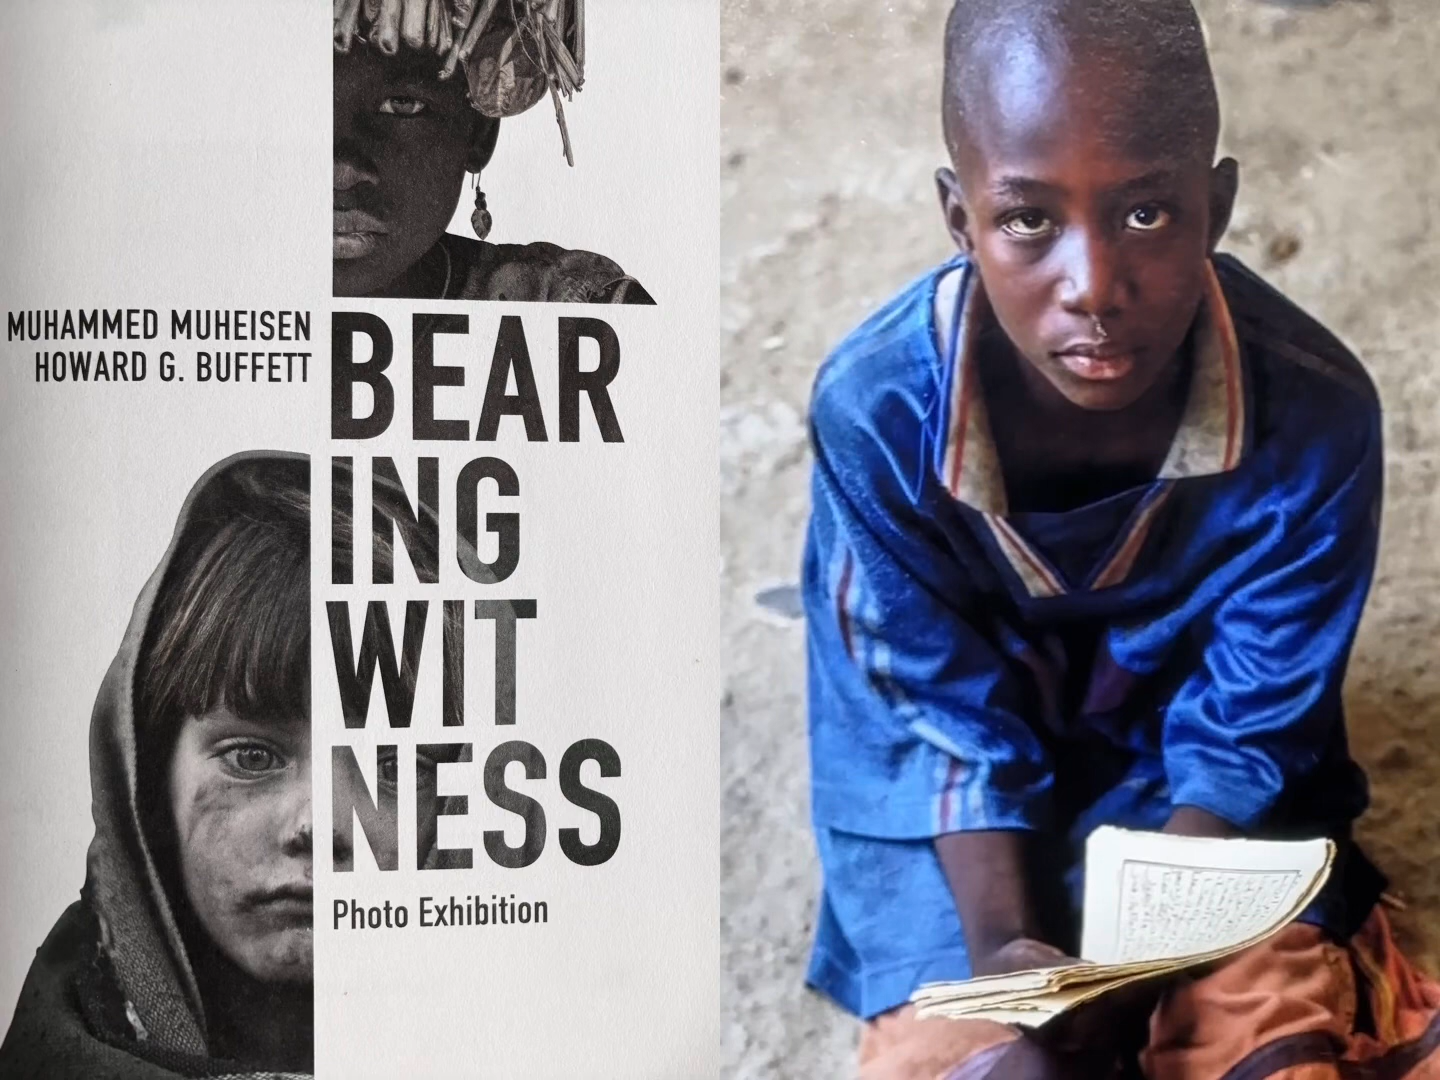 MUHAMMED MUHEISEN
HOWARD G. BUFFETT
BEAR
ING
WIT
NESS
Photo Exhibition